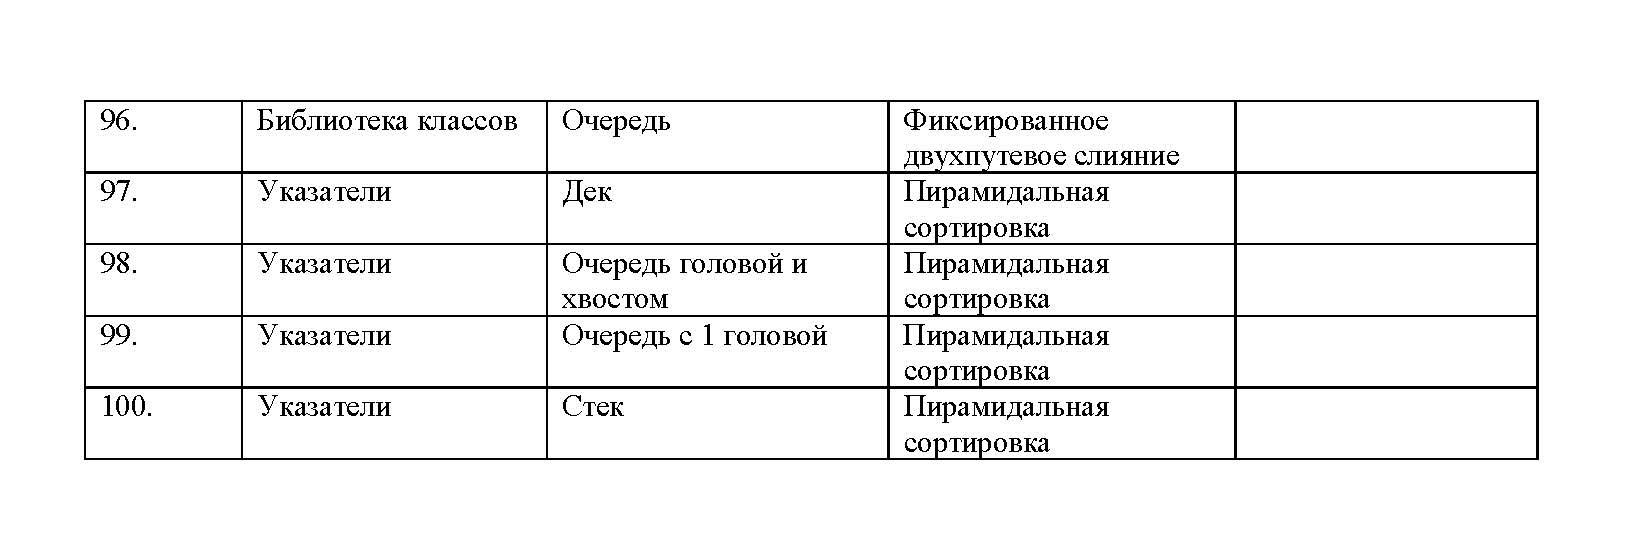 96. Библиотека классов Очередь Фиксированное
двухпутевое слияние
97. Указатели Дек Пирамидальная
сортировка
98. Указатели Очередь головой и Пирамидальная
хвостом сортировка
99. Указатели Очередь с 1 головой Пирамидальная
сортировка
100. Указатели Стек Пирамидальная
сортировка